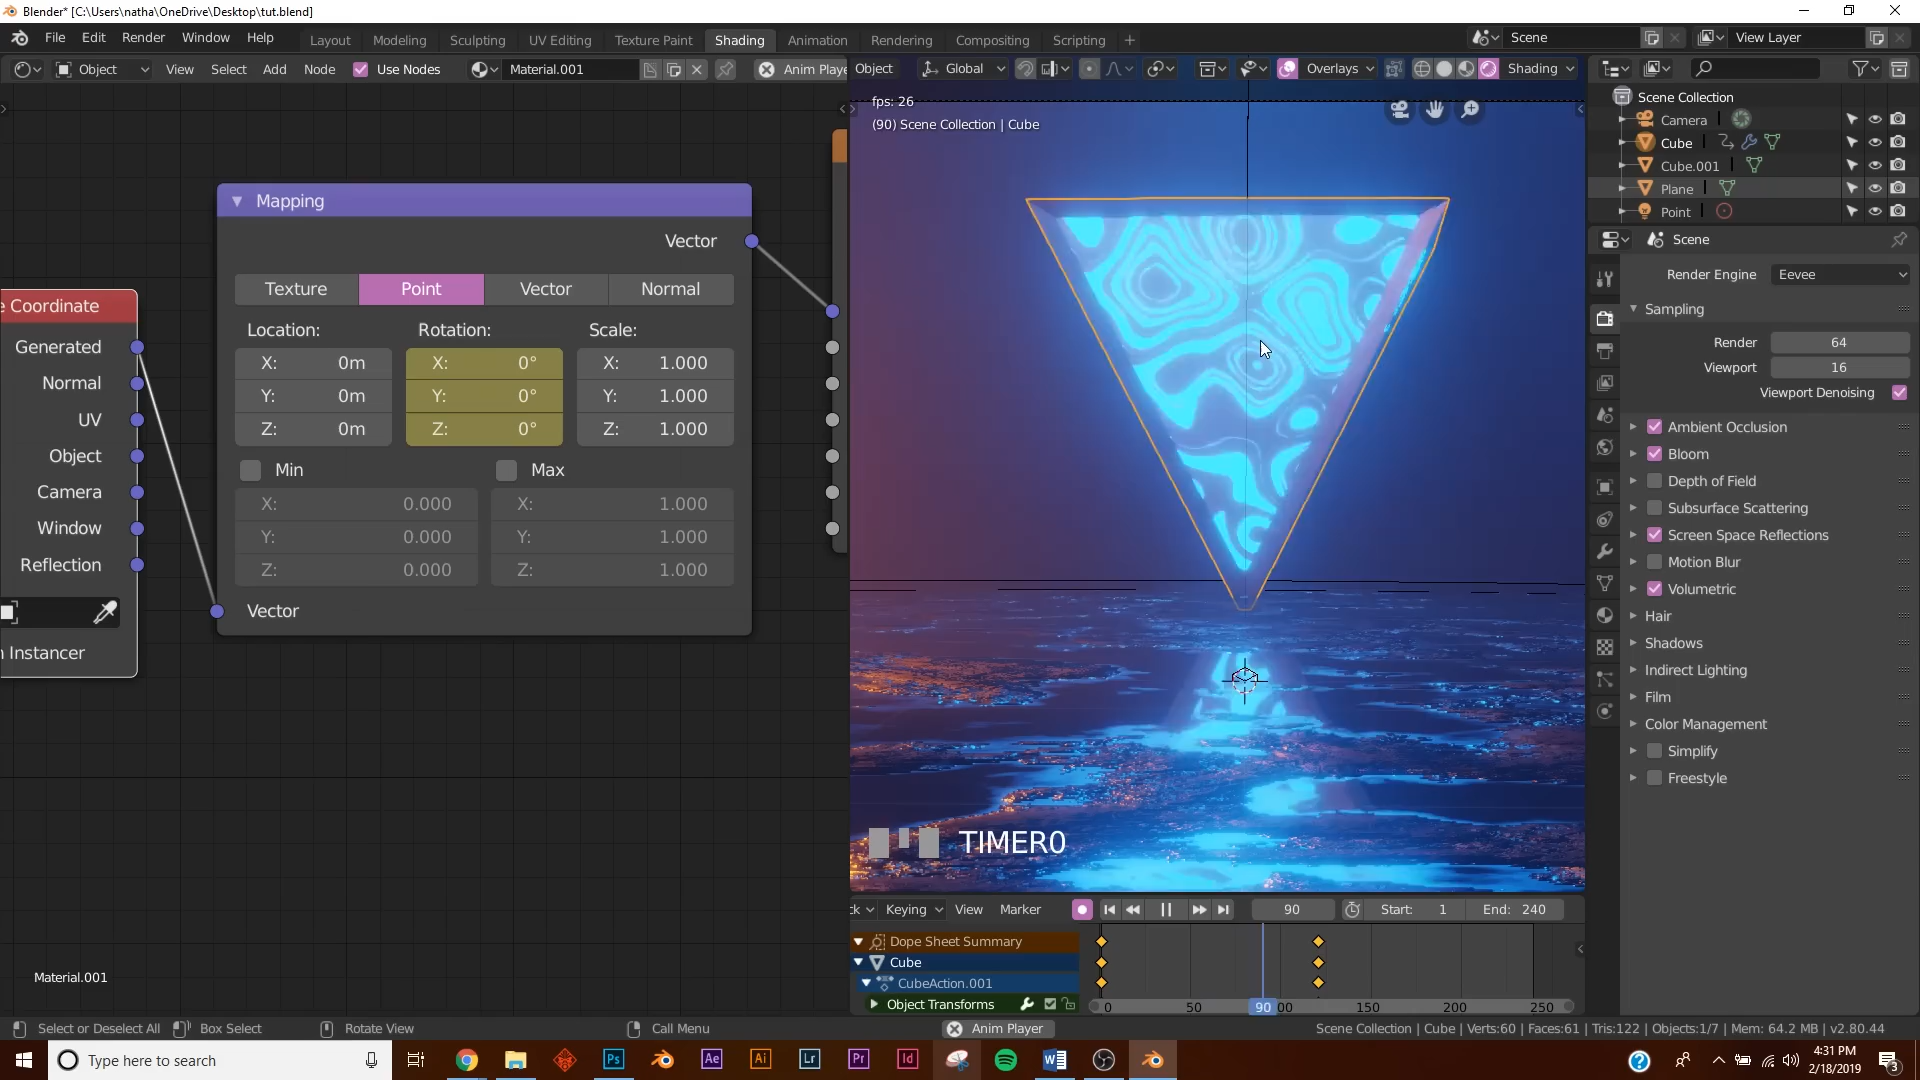 Blender* [C:\Users\natha\OneDrive\Desktop\tut.blend]
File Edit Render Window Help Layout Modeling Sculpting UV Editing Texture Paint Shading Animation Rendering Compositing Scripting + Scene View Layer
Object View Select Add Node Use Nodes Material.001 Anim Playe Object Global Overlays Shading
fps: 26
(90) Scene Collection | Cube
Scene Collection
Camera
Cube
Cube.001
Plane
Point
Mapping
Vector
Texture Point Vector Normal
Location: Rotation: Scale:
X: 0m X: 0° X: 1.000
Y: 0m Y: 0° Y: 1.000
Z: 0m Z: 0° Z: 1.000
Min Max
X: 0.000 X: 1.000
Y: 0.000 Y: 1.000
Z: 0.000 Z: 1.000
Vector
e Coordinate
Generated
Normal
UV
Object
Camera
Window
Reflection
n Instancer
Scene
Render Engine Eevee
Sampling
Render 64
Viewport 16
Viewport Denoising
Ambient Occlusion
Bloom
Depth of Field
Subsurface Scattering
Screen Space Reflections
Motion Blur
Volumetric
Hair
Shadows
Indirect Lighting
Film
Color Management
Simplify
Freestyle
TIMER0
ck Keying View Marker 90 Start: 1 End: 240
Dope Sheet Summary
Cube
CubeAction.001
Object Transforms
0 50 90 00 150 200 250
Material.001
Select or Deselect All Box Select Rotate View Call Menu Anim Player Scene Collection | Cube | Verts:60 | Faces:61 | Tris:122 | Objects:1/7 | Mem: 64.2 MB | v2.80.44
Type here to search Ps Ae Ai Lr Pr Id
4:31 PM
2/18/2019
3